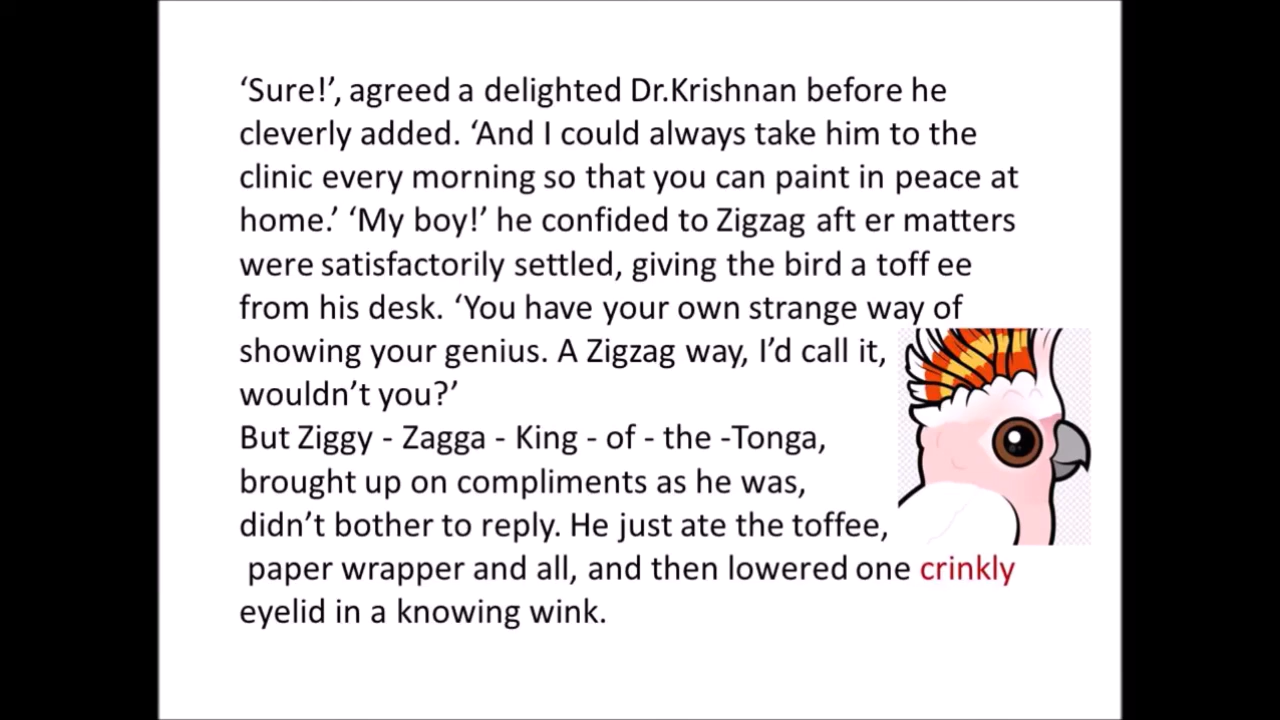 ‘Sure!’, agreed a delighted Dr.Krishnan before he
cleverly added. ‘And I could always take him to the
clinic every morning so that you can paint in peace at
home.’ ‘My boy!’ he confided to Zigzag aft er matters
were satisfactorily settled, giving the bird a toff ee
from his desk. ‘You have your own strange way of
showing your genius. A Zigzag way, I’d call it,
wouldn’t you?’
But Ziggy - Zagga - King - of - the -Tonga,
brought up on compliments as he was,
didn’t bother to reply. He just ate the toffee,
paper wrapper and all, and then lowered one crinkly
eyelid in a knowing wink.